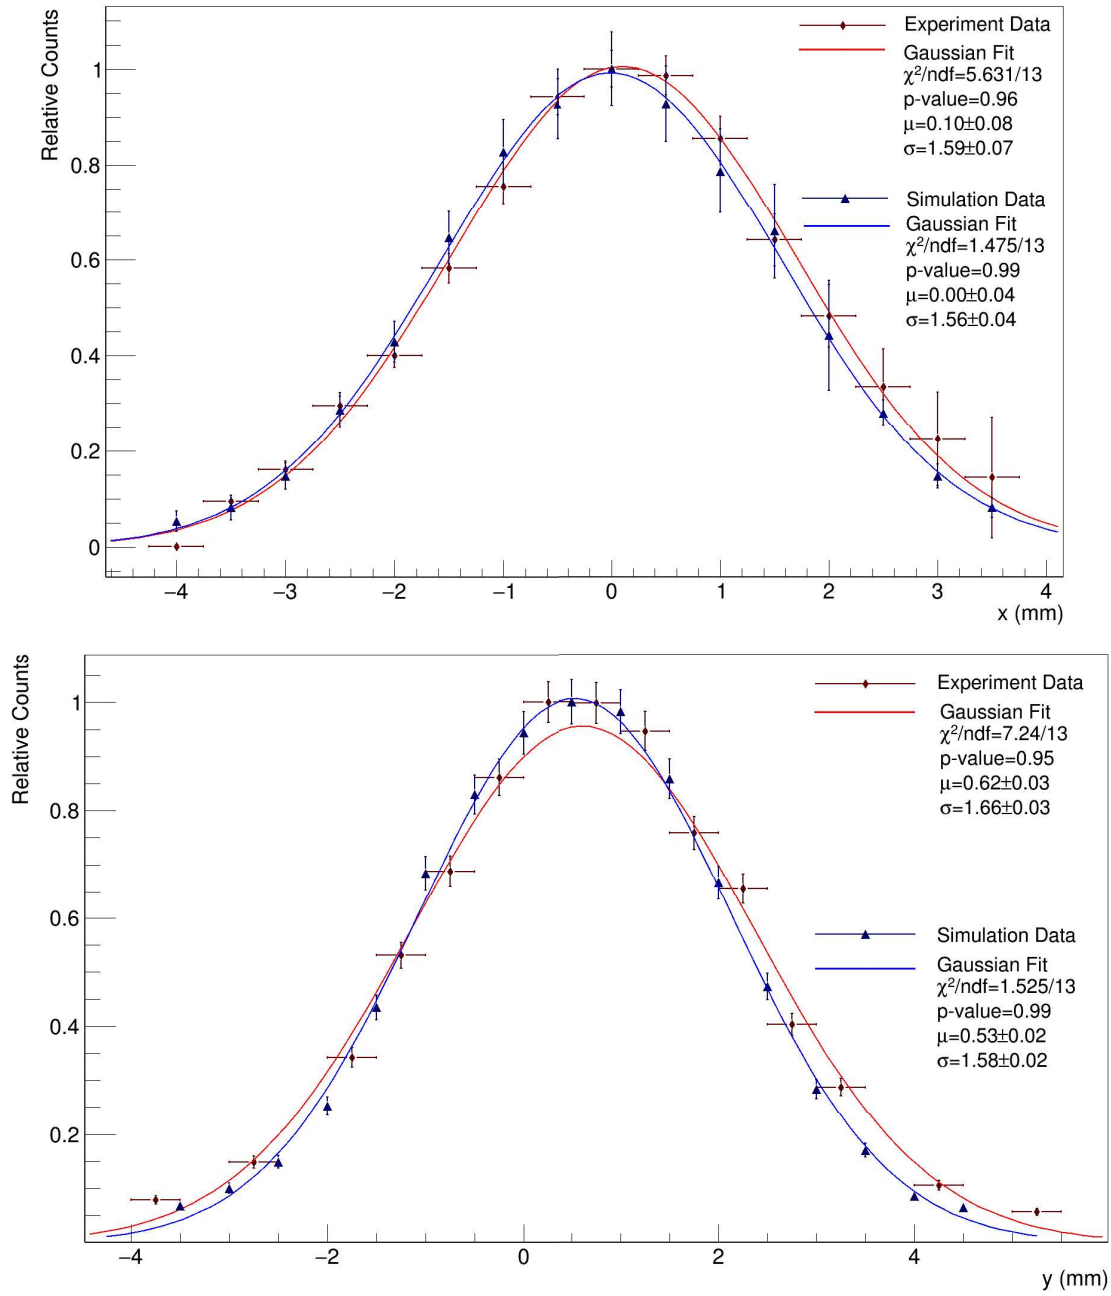 Relative Counts
1
0.8
0.6
0.4
0.2
0
−4
−3
−2
−1
0
1
2
3
4
x (mm)
Experiment Data
Gaussian Fit
χ²/ndf=5.631/13
p-value=0.96
μ=0.10±0.08
σ=1.59±0.07
Simulation Data
Gaussian Fit
χ²/ndf=1.475/13
p-value=0.99
μ=0.00±0.04
σ=1.56±0.04
Relative Counts
1
0.8
0.6
0.4
0.2
−4
−2
0
2
4
y (mm)
Experiment Data
Gaussian Fit
χ²/ndf=7.24/13
p-value=0.95
μ=0.62±0.03
σ=1.66±0.03
Simulation Data
Gaussian Fit
χ²/ndf=1.525/13
p-value=0.99
μ=0.53±0.02
σ=1.58±0.02